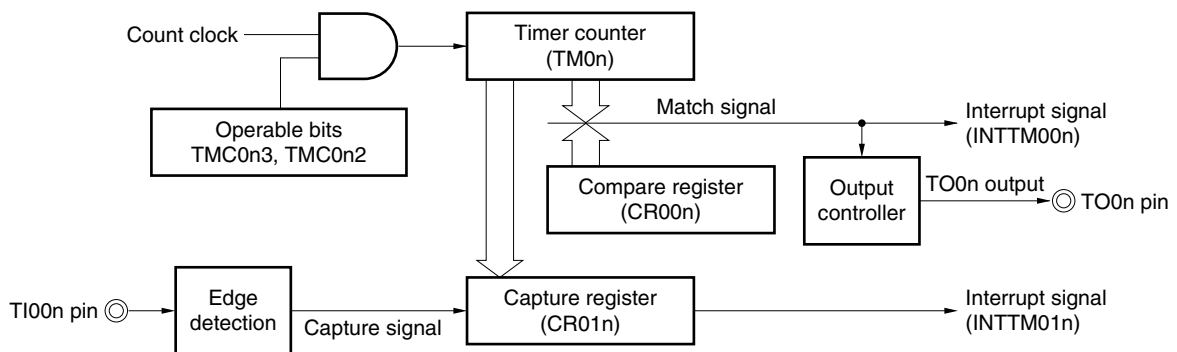 Count clock
Timer counter
(TM0n)
Operable bits
TMC0n3, TMC0n2
Match signal
Interrupt signal
(INTTM00n)
Compare register
(CR00n)
Output
controller
TO0n output
TO0n pin
TI00n pin
Edge
detection
Capture signal
Capture register
(CR01n)
Interrupt signal
(INTTM01n)